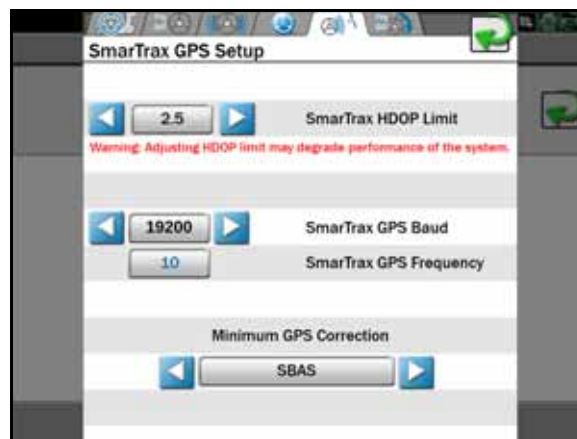 SmarTrax GPS Setup
2.5 SmarTrax HDOP Limit
Warning: Adjusting HDOP limit may degrade performance of the system.
19200 SmarTrax GPS Baud
10 SmarTrax GPS Frequency
Minimum GPS Correction
SBAS